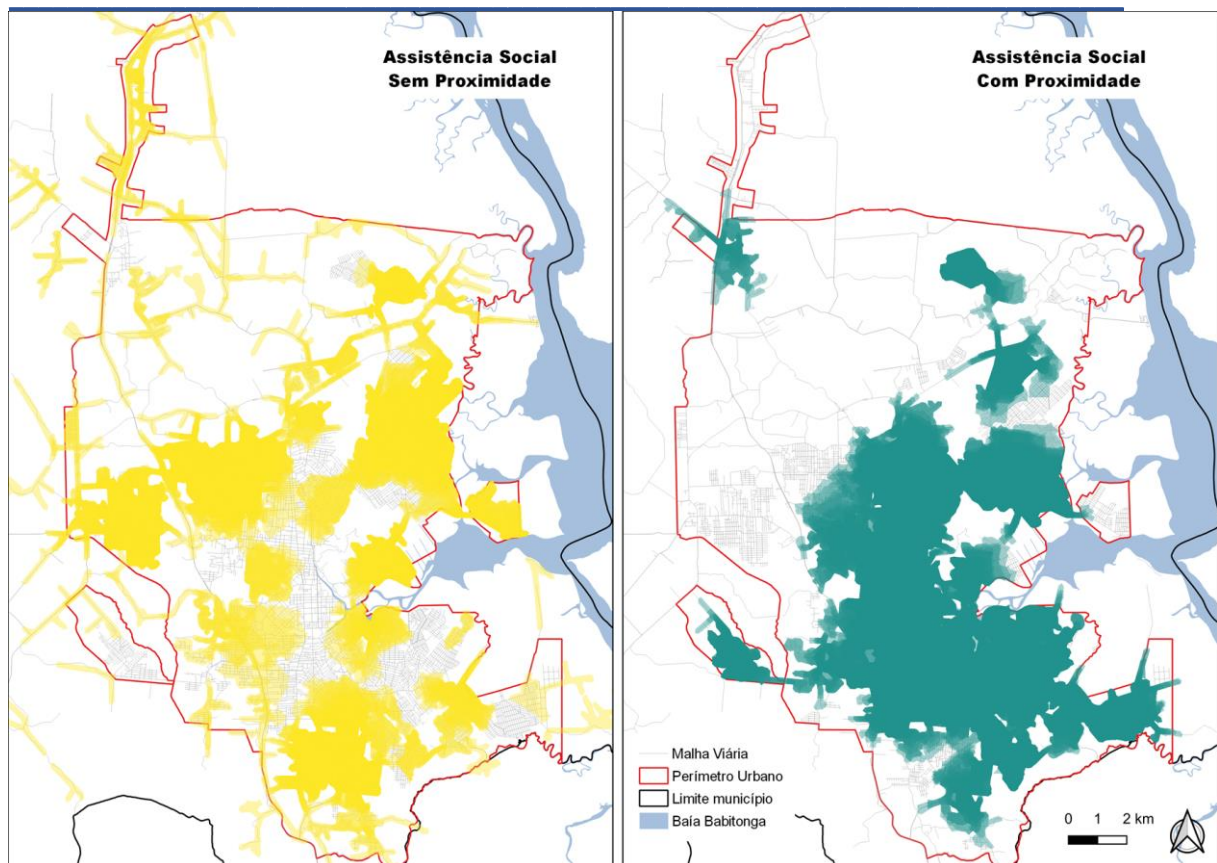 Assistência Social
Sem Proximidade
Assistência Social
Com Proximidade
Malha Viária
Perímetro Urbano
Limite município
Baía Babitonga
0 1 2 km